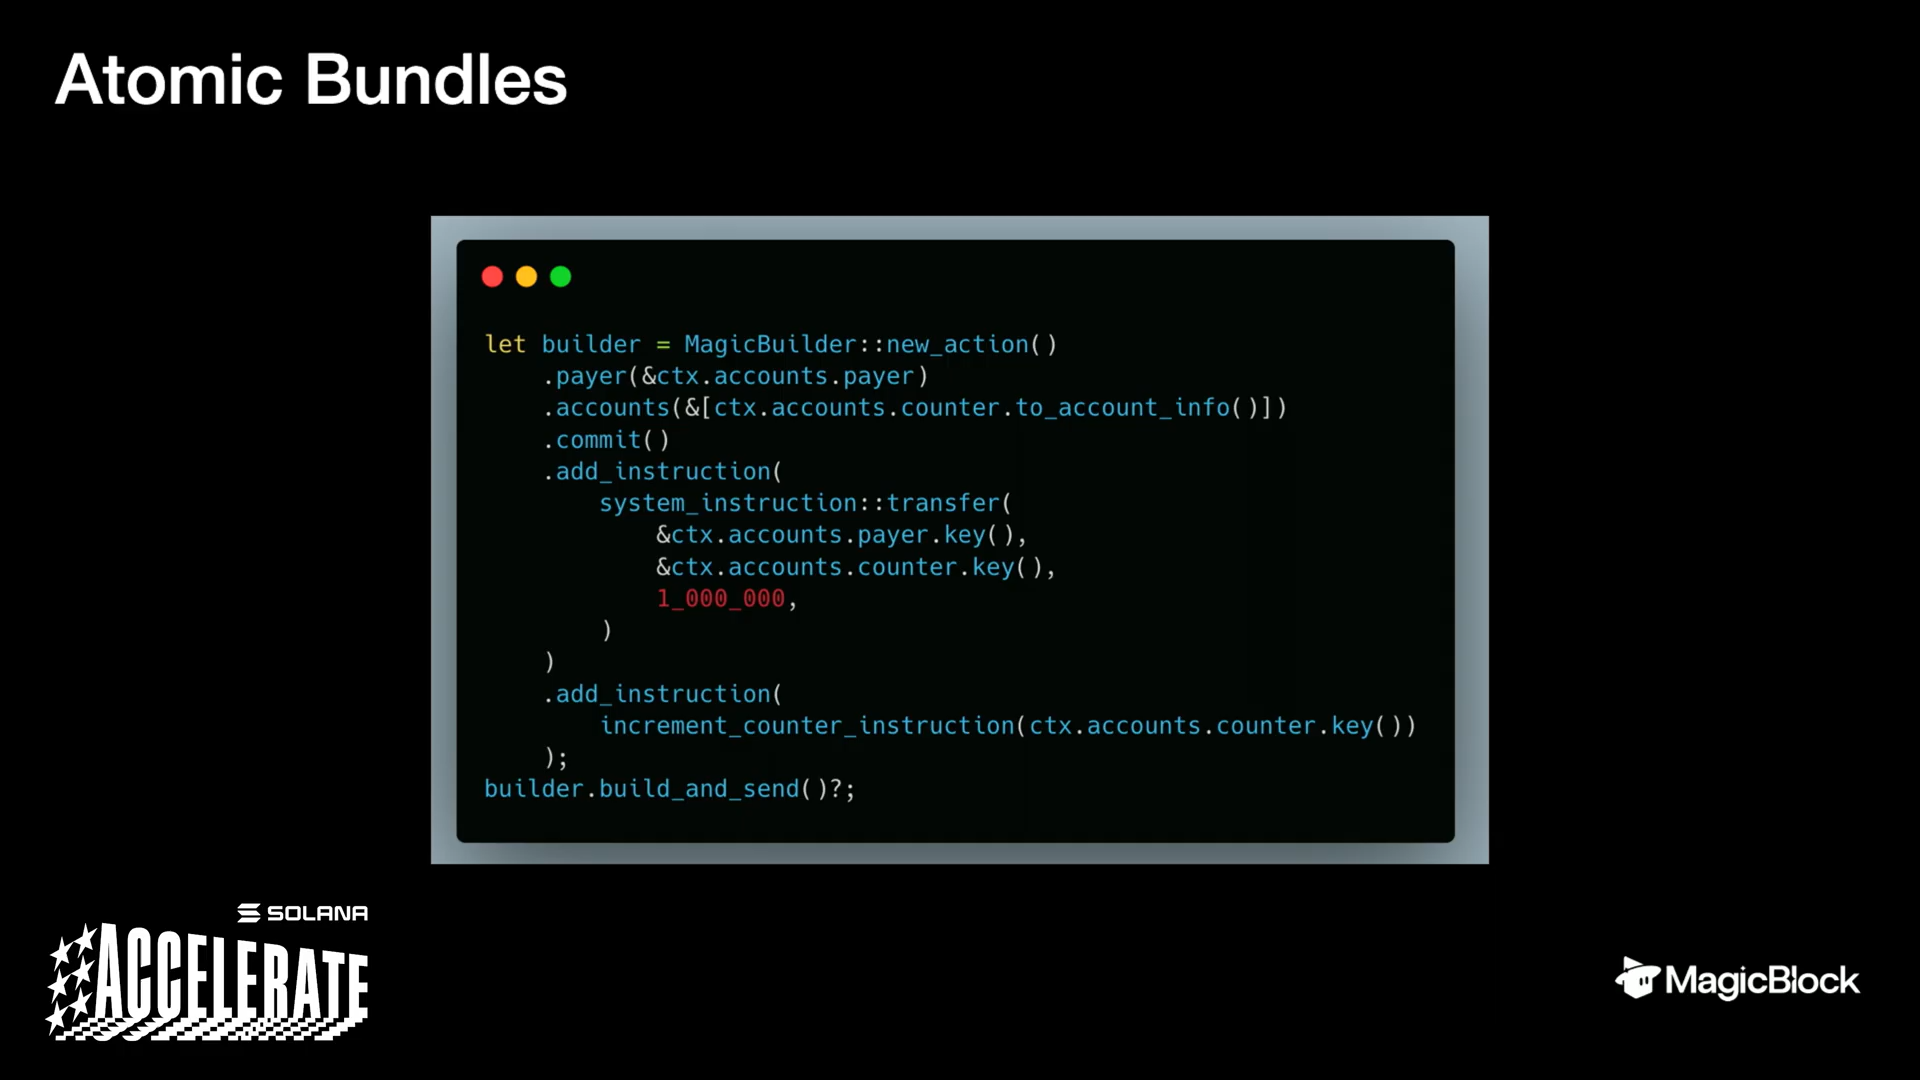 Atomic Bundles
let builder = MagicBuilder::new_action()
    .payer(&ctx.accounts.payer)
    .accounts(&[ctx.accounts.counter.to_account_info()])
    .commit()
    .add_instruction(
        system_instruction::transfer(
            &ctx.accounts.payer.key(),
            &ctx.accounts.counter.key(),
            1_000_000,
        )
    )
    .add_instruction(
        increment_counter_instruction(ctx.accounts.counter.key())
    );
builder.build_and_send()?;
SOLANA
ACCELERATE
MagicBlock